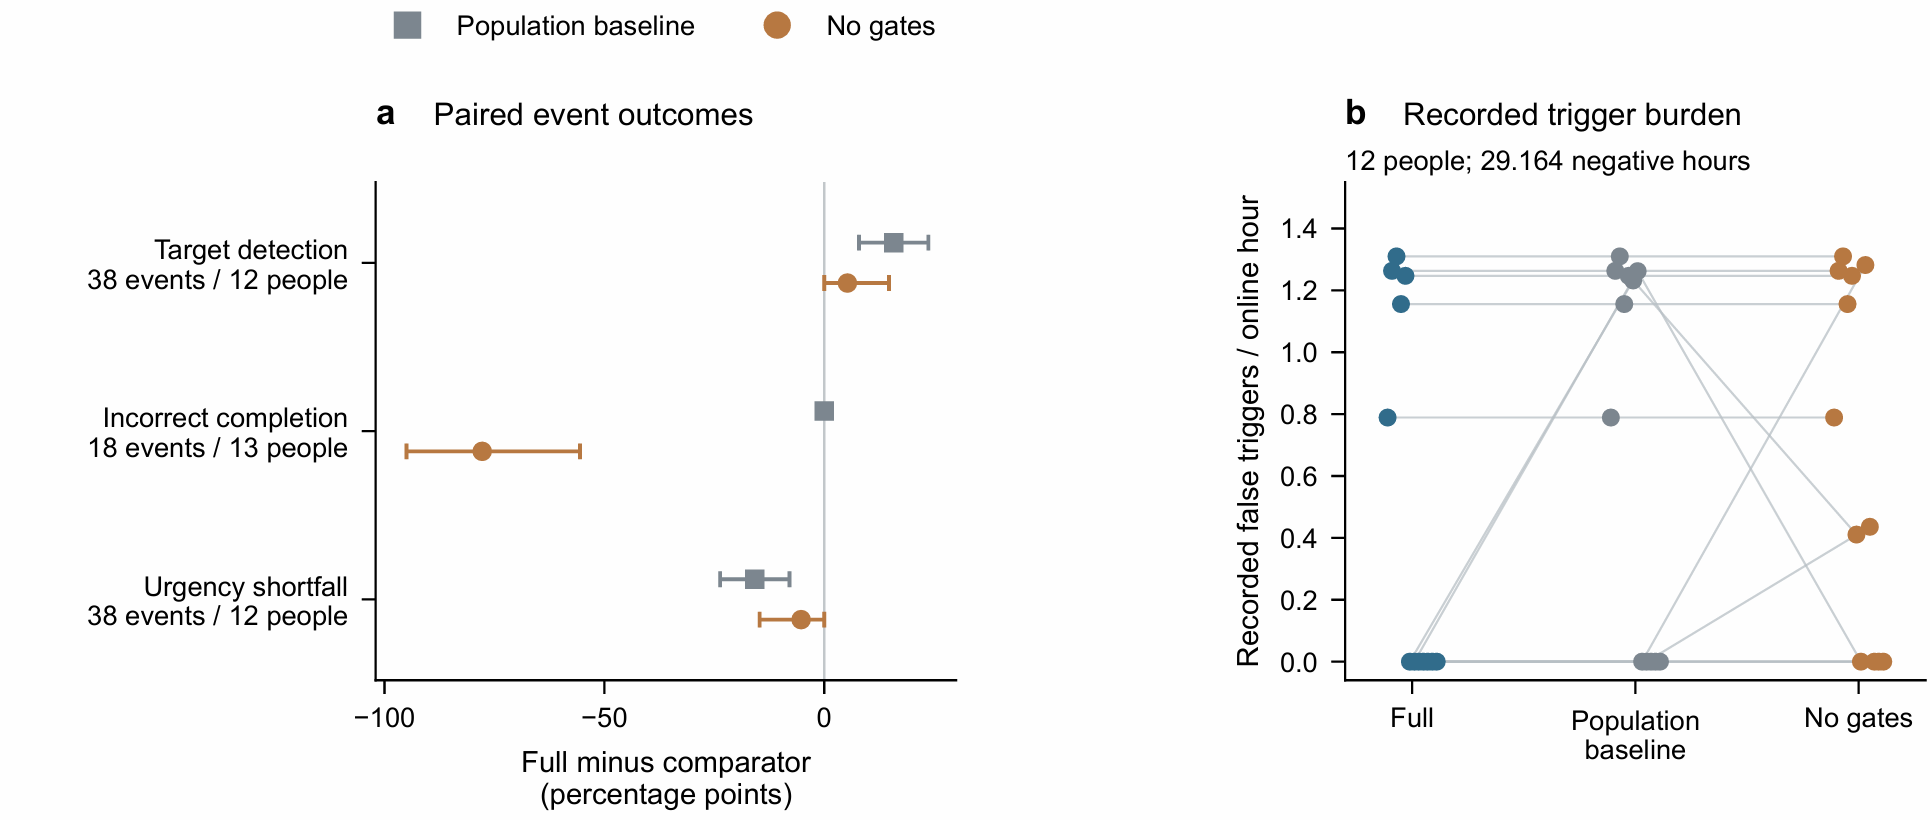 Population baseline
No gates
a Paired event outcomes
Target detection
38 events / 12 people
Incorrect completion
18 events / 13 people
Urgency shortfall
38 events / 12 people
−100
−50
0
Full minus comparator
(percentage points)
b Recorded trigger burden
12 people; 29.164 negative hours
Recorded false triggers / online hour
1.4
1.2
1.0
0.8
0.6
0.4
0.2
0.0
Full
Population
baseline
No gates